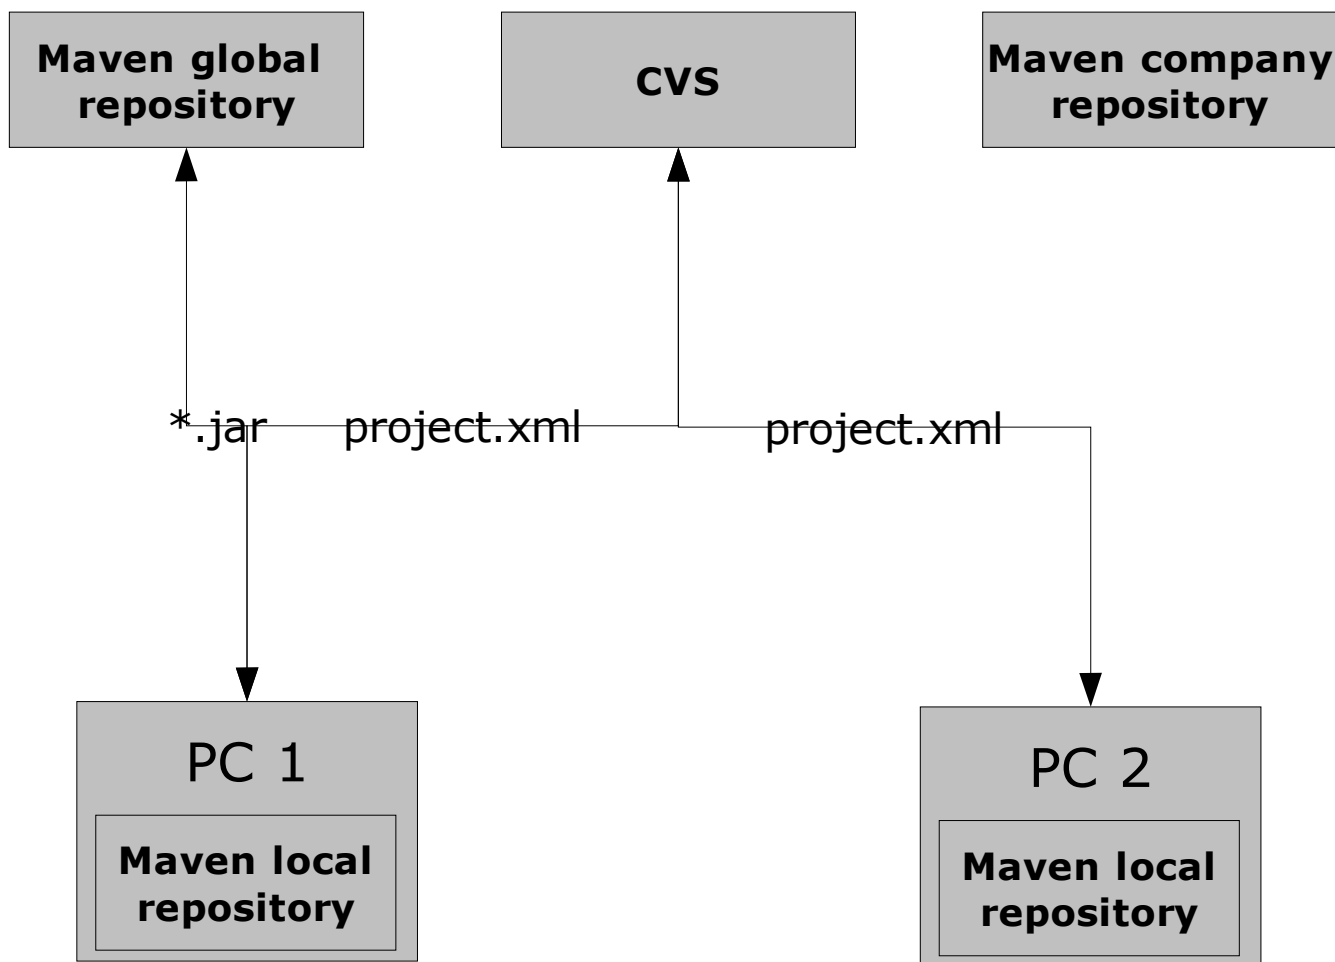 Maven global
repository
CVS
Maven company
repository
*.jar
project.xml
project.xml
PC 1
Maven local
repository
PC 2
Maven local
repository